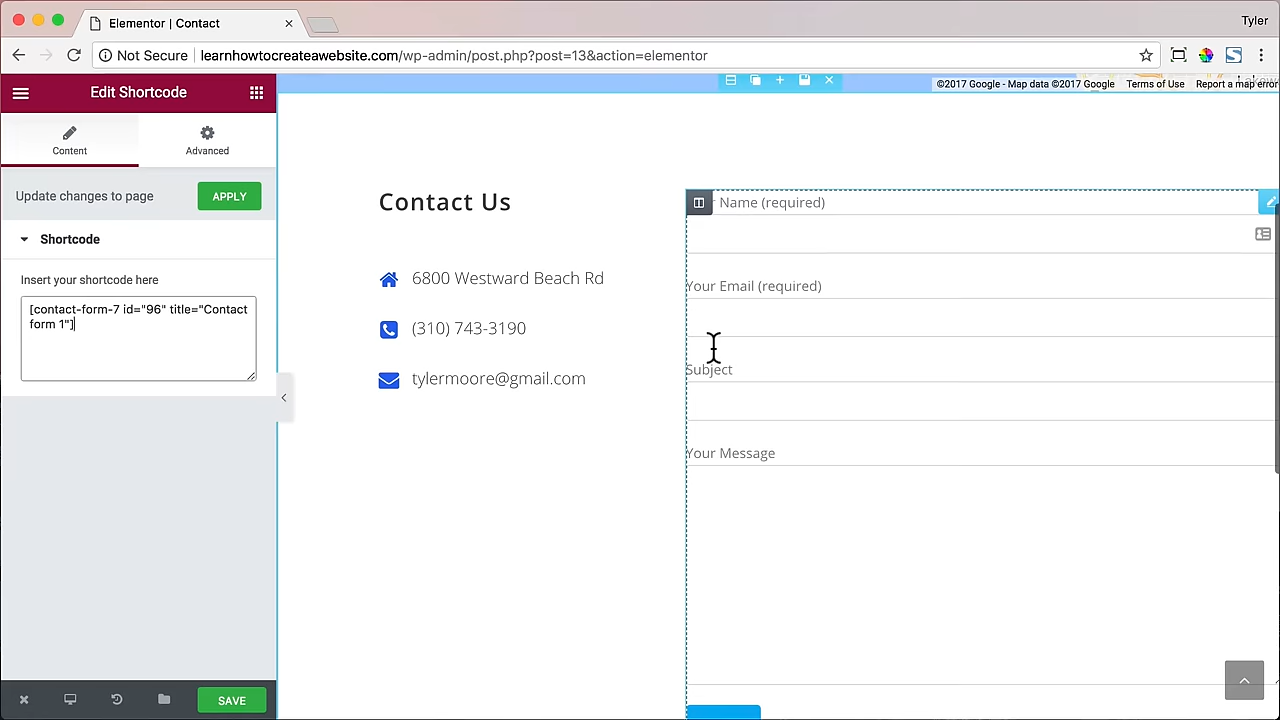 Elementor | Contact
Tyler
Not Secure
learnhowtocreateawebsite.com/wp-admin/post.php?post=13&action=elementor
Edit Shortcode
©2017 Google - Map data ©2017 Google
Terms of Use
Report a map error
Content
Advanced
Update changes to page
APPLY
Shortcode
Insert your shortcode here
[contact-form-7 id="96" title="Contact
form 1"]
SAVE
Contact Us
6800 Westward Beach Rd
(310) 743-3190
tylermoore@gmail.com
Name (required)
Your Email (required)
Subject
Your Message